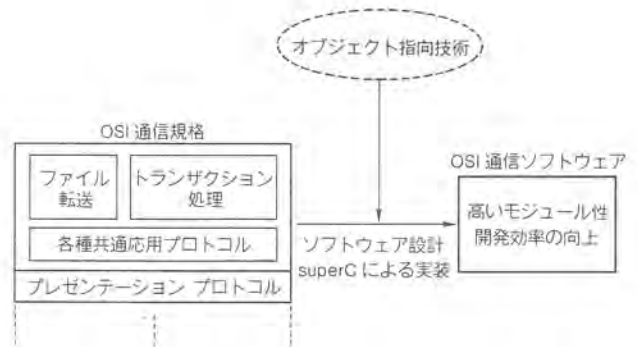 オブジェクト指向技術
OSI 通信規格
ファイル
転送
トランザクション
処理
各種共通応用プロトコル
プレゼンテーション プロトコル
ソフトウェア設計
superC による実装
OSI 通信ソフトウェア
高いモジュール性
開発効率の向上